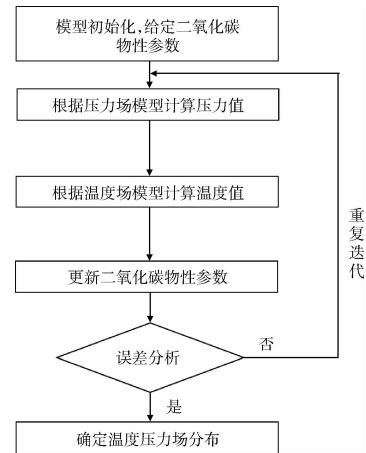 模型初始化,给定二氧化碳
物性参数
根据压力场模型计算压力值
根据温度场模型计算温度值
更新二氧化碳物性参数
误差分析
否
重复迭代
是
确定温度压力场分布